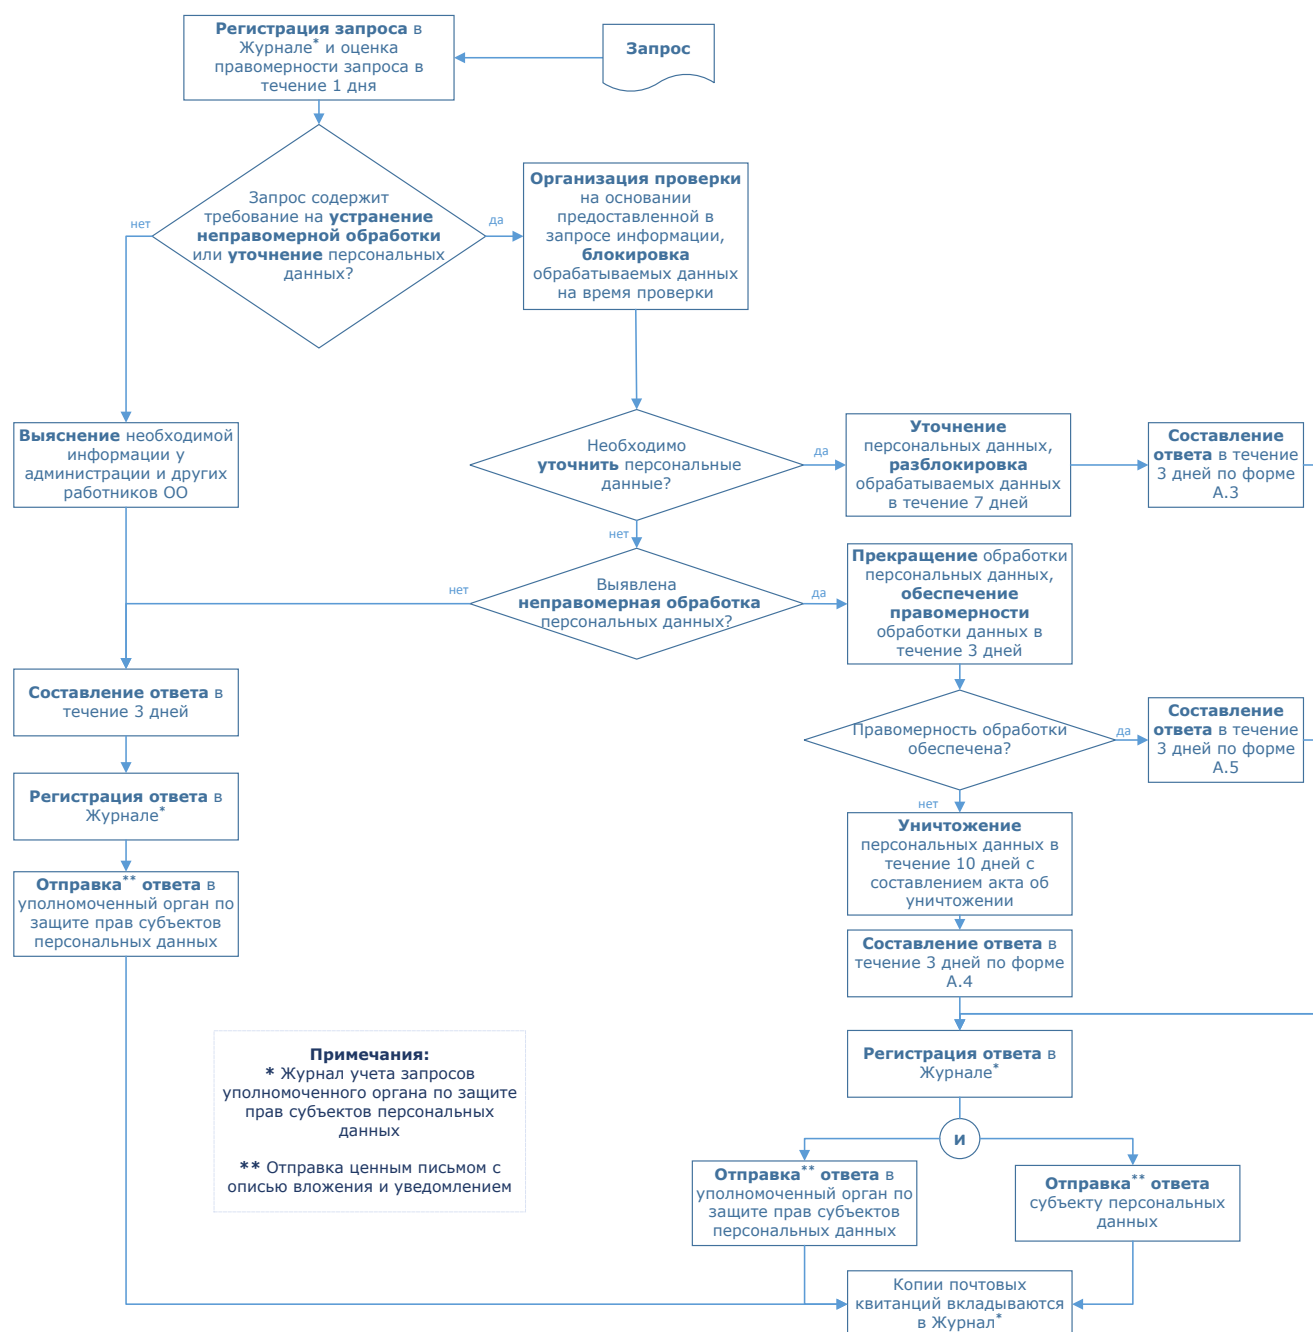 Регистрация запроса в
Журнале* и оценка
правомерности запроса в
течение 1 дня
Запрос
Запрос содержит
требование на устранение
неправомерной обработки
или уточнение персональных
данных?
нет
да
Организация проверки
на основании
предоставленной в
запросе информации,
блокировка
обрабатываемых данных
на время проверки
Выяснение необходимой
информации у
администрации и других
работников ОО
Необходимо
уточнить персональные
данные?
да
Уточнение
персональных данных,
разблокировка
обрабатываемых данных
в течение 7 дней
Составление
ответа в течение
3 дней по форме
А.3
нет
Выявлена
неправомерная обработка
персональных данных?
нет
да
Прекращение обработки
персональных данных,
обеспечение
правомерности
обработки данных в
течение 3 дней
Составление ответа в
течение 3 дней
Правомерность обработки
обеспечена?
да
Составление
ответа в течение
3 дней по форме
А.5
нет
Регистрация ответа в
Журнале*
Уничтожение
персональных данных в
течение 10 дней с
составлением акта об
уничтожении
Отправка** ответа в
уполномоченный орган по
защите прав субъектов
персональных данных
Составление ответа в
течение 3 дней по форме
А.4
Регистрация ответа в
Журнале*
Примечания:
* Журнал учета запросов
уполномоченного органа по защите
прав субъектов персональных
данных
** Отправка ценным письмом с
описью вложения и уведомлением
и
Отправка** ответа в
уполномоченный орган по
защите прав субъектов
персональных данных
Отправка** ответа
субъекту персональных
данных
Копии почтовых
квитанций вкладываются
в Журнал*